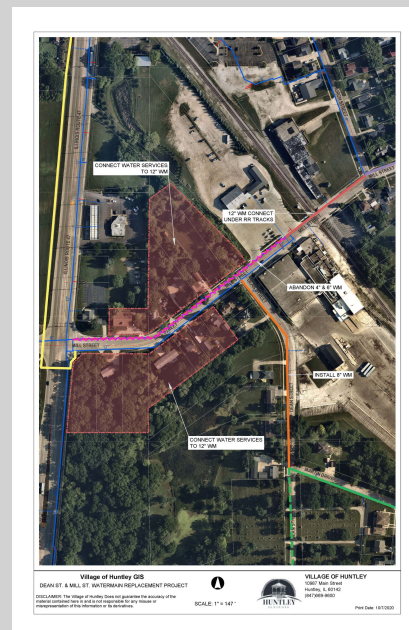 CONNECT WATER SERVICES
TO 12" WM
12" WM CONNECT
UNDER RR TRACKS
ABANDON 4" & 6" WM
MILL STREET
MILL STREET
INSTALL 8" WM
CONNECT WATER SERVICES
TO 12" WM
Village of Huntley GIS
DEAN ST. & MILL ST. WATERMAIN REPLACEMENT PROJECT
DISCLAIMER: The Village of Huntley Does not guarantee the accuracy of the
material contained here in and is not responsible for any misuse or
misrepresentation of this information or its derivatives.
SCALE: 1" = 147 '
HUNTLEY
VILLAGE OF HUNTLEY
10987 Main Street
Huntley, IL 60142
(847)669-9600
Print Date: 10/7/2020